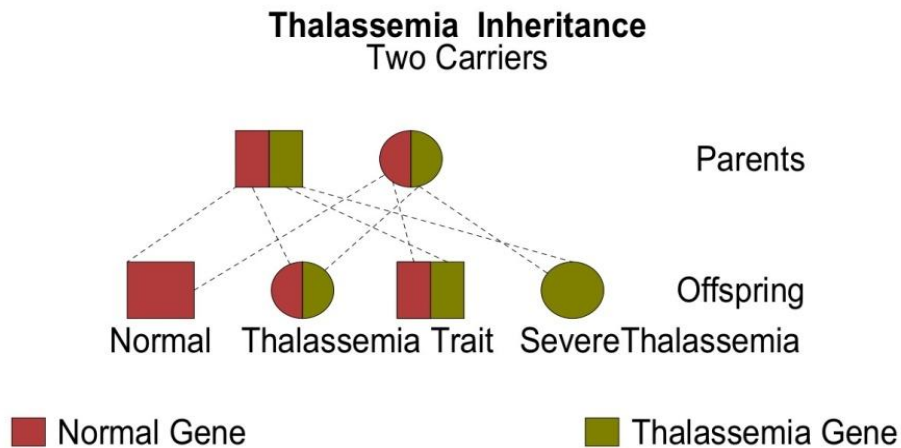 Thalassemia Inheritance
Two Carriers
Parents
Offspring
Normal Thalassemia Trait SevereThalassemia
Normal Gene Thalassemia Gene